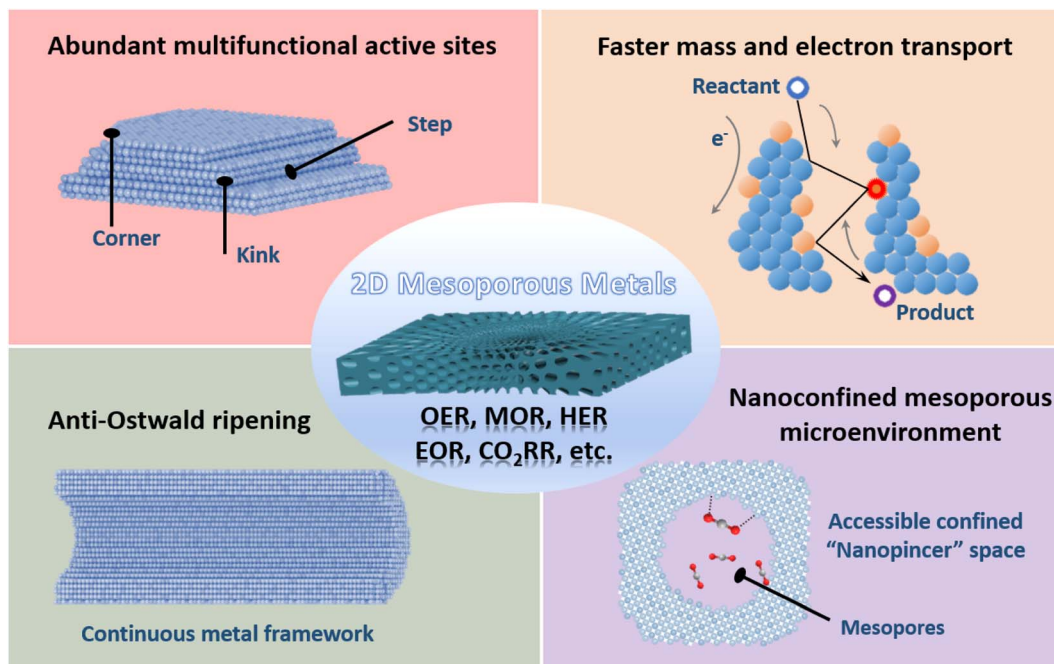 Abundant multifunctional active sites
Step
Corner
Kink
Faster mass and electron transport
Reactant
e⁻
Product
2D Mesoporous Metals
OER, MOR, HER
EOR, CO₂RR, etc.
Anti-Ostwald ripening
Continuous metal framework
Nanoconfined mesoporous
microenvironment
Accessible confined
“Nanopincer” space
Mesopores